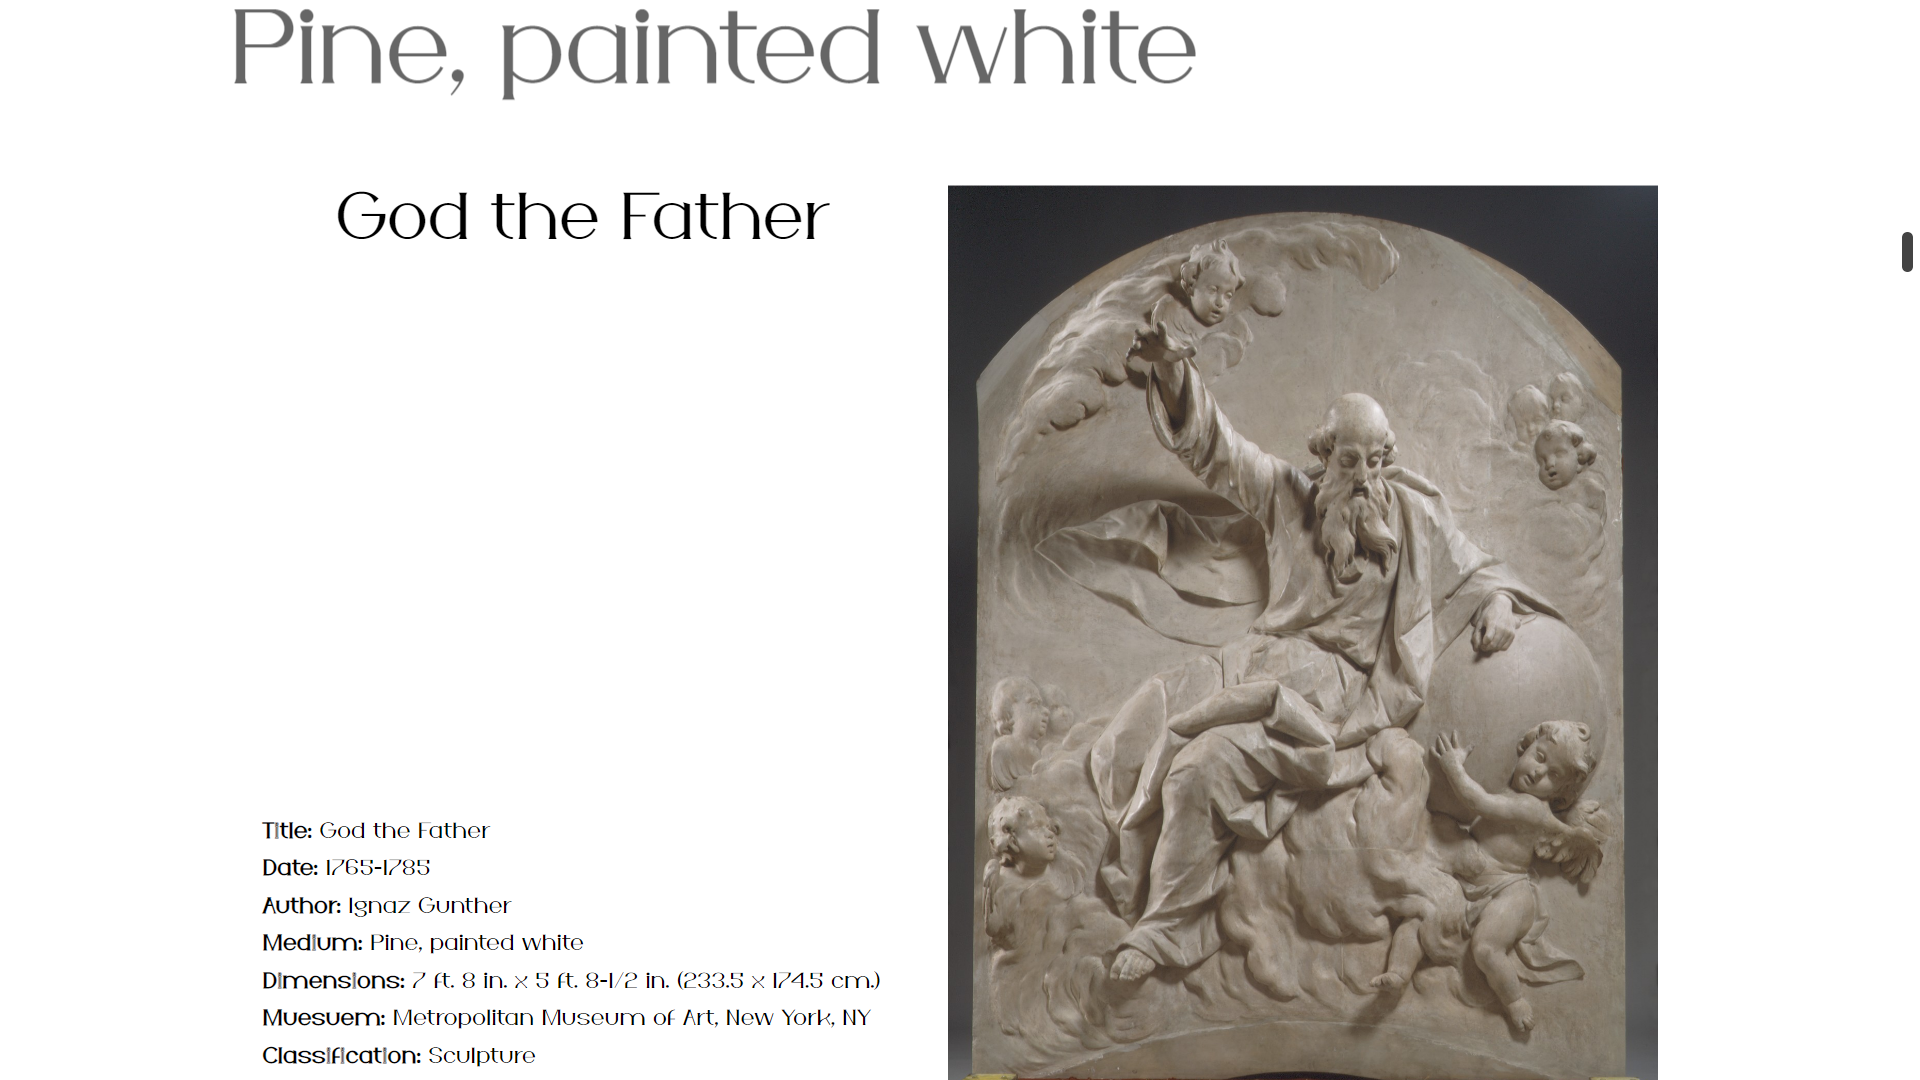 Pine, painted white
God the Father
Title: God the Father
Date: 1765-1785
Author: Ignaz Gunther
Medium: Pine, painted white
Dimensions: 7 ft. 8 in. x 5 ft. 8-1/2 in. (233.5 x 174.5 cm.)
Muesuem: Metropolitan Museum of Art, New York, NY
Classification: Sculpture